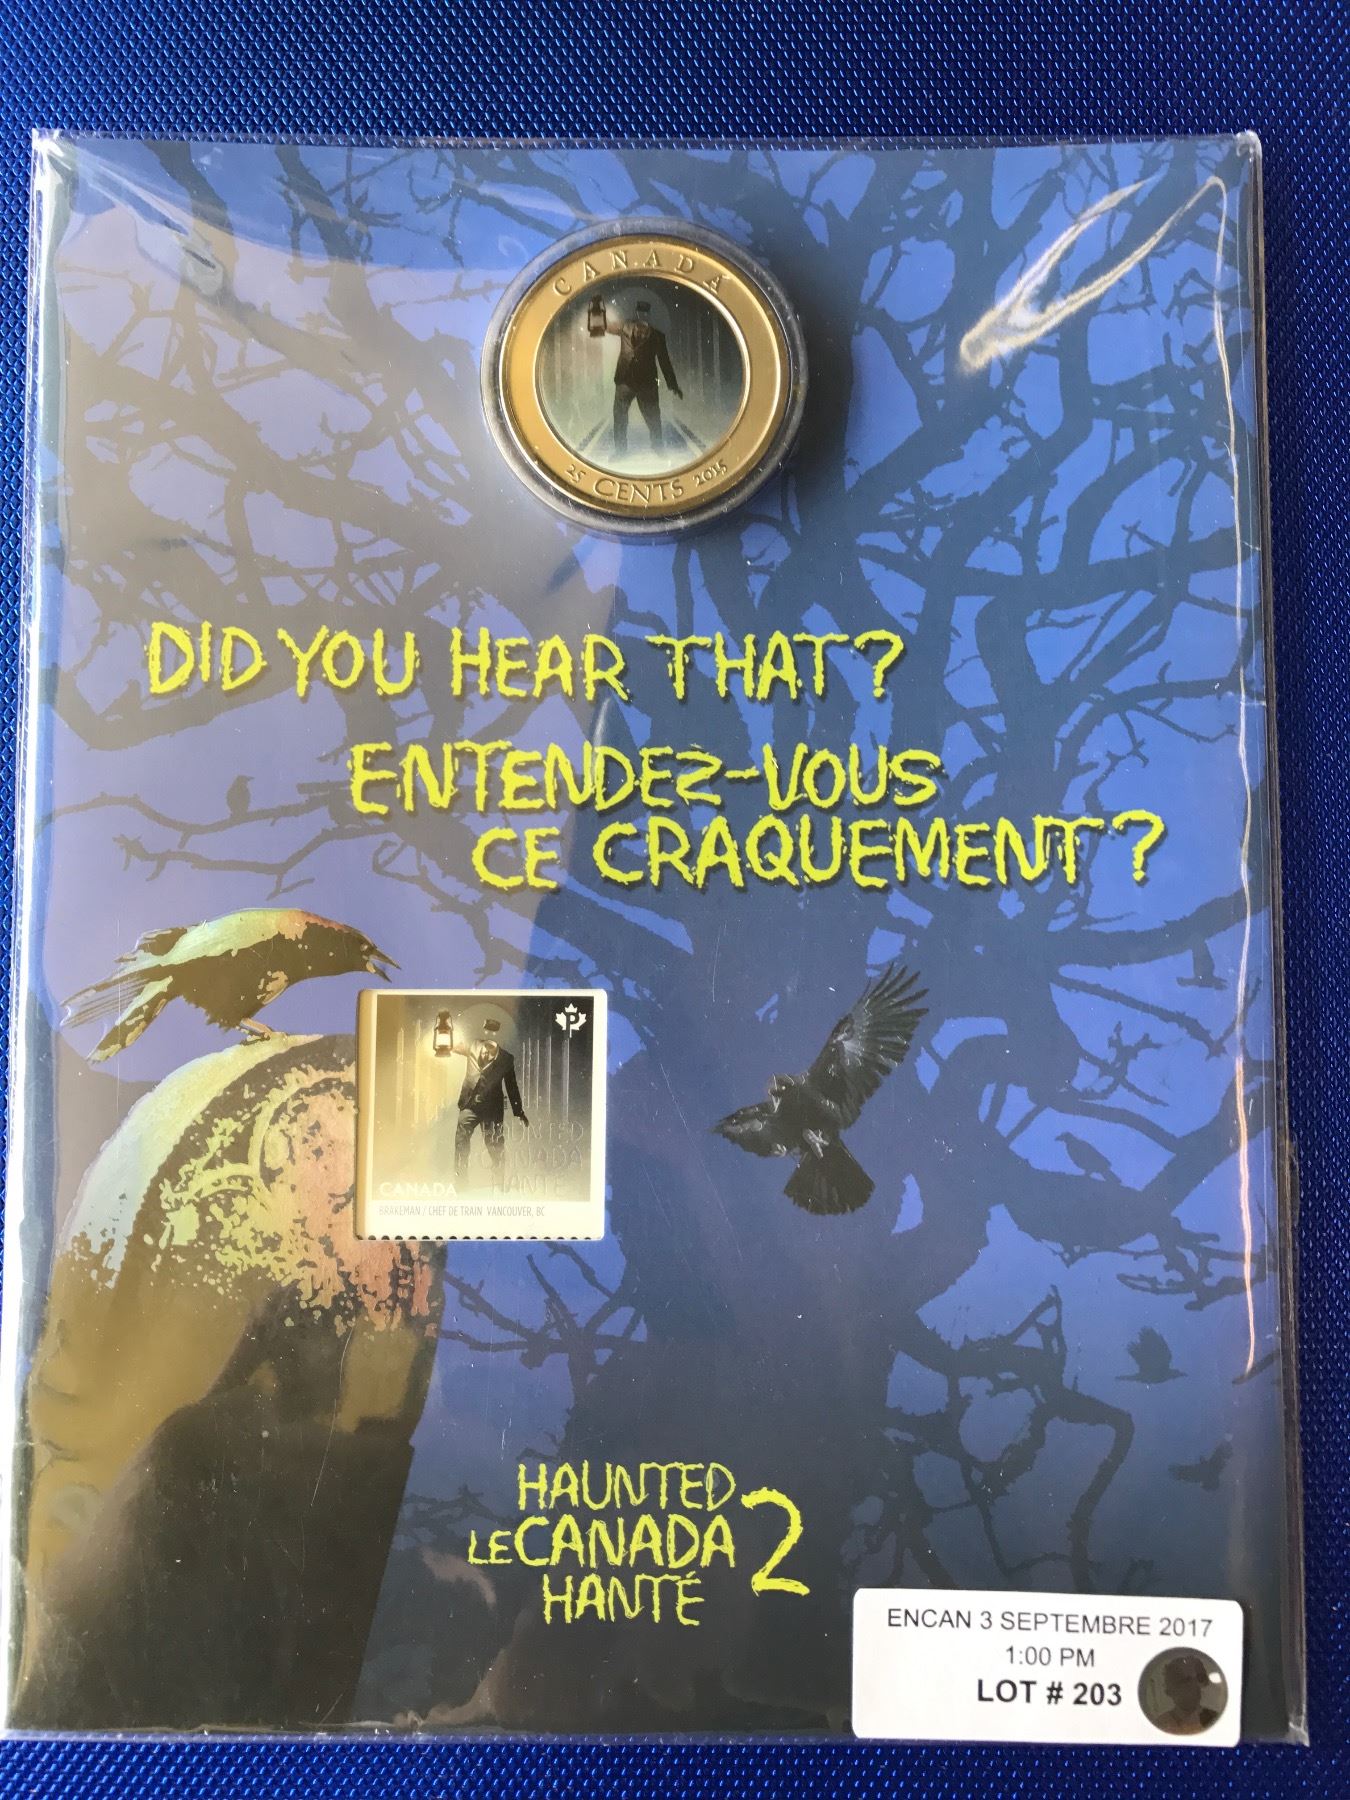 CANADA
25 CENTS 2015
DID YOU HEAR THAT?
ENTENDEZ-VOUS
CE CRAQUEMENT?
P
HAUNTED
CANADA
HANTÉ
CANADA
BRAKEMAN / CHEF DE TRAIN VANCOUVER, BC
HAUNTED
LE CANADA 2
HANTÉ
ENCAN 3 SEPTEMBRE 2017
1:00 PM
LOT # 203